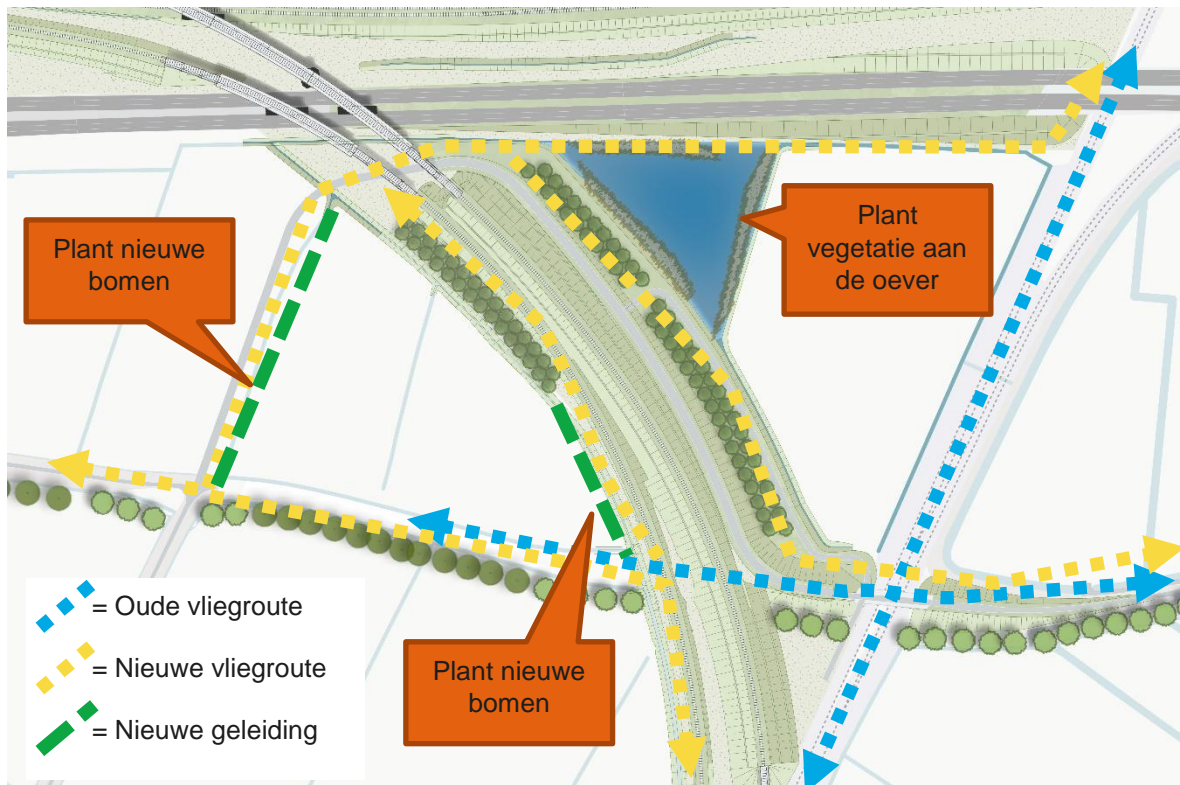 Plant nieuwe
bomen
Plant
vegetatie aan
de oever
Plant nieuwe
bomen
= Oude vliegroute
= Nieuwe vliegroute
= Nieuwe geleiding